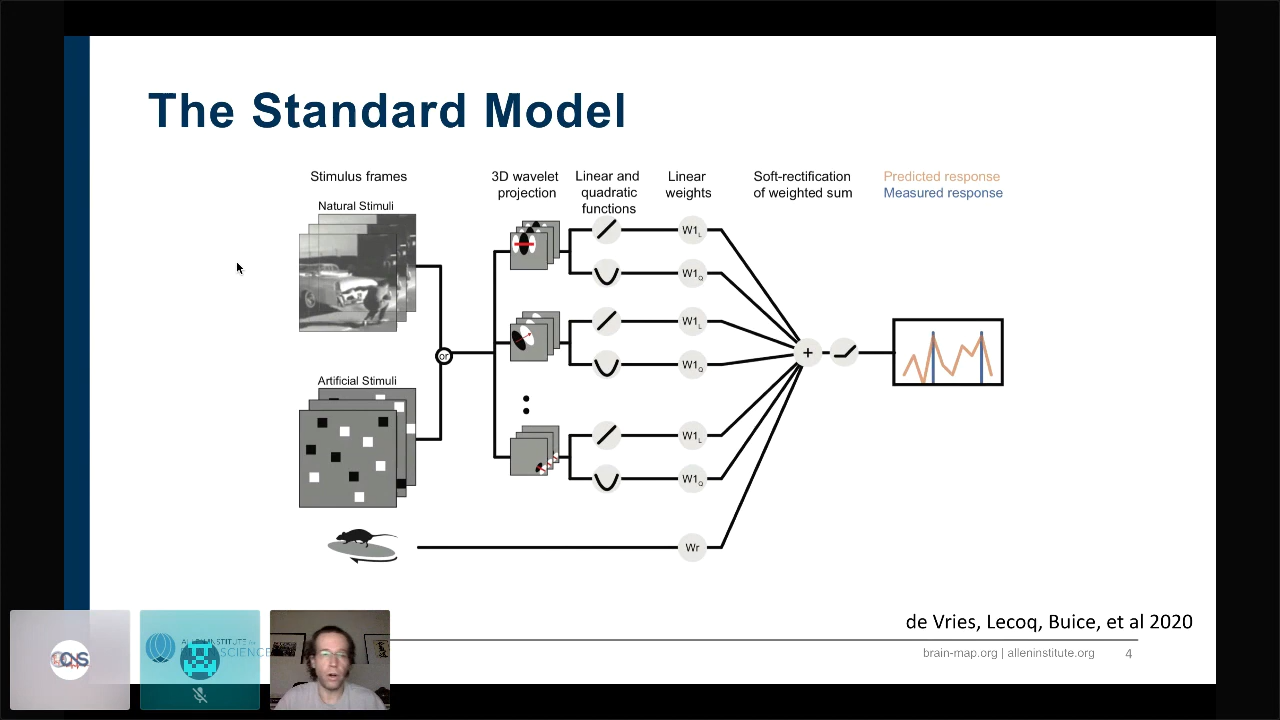 The Standard Model
Stimulus frames
3D wavelet
projection
Linear and
quadratic
functions
Linear
weights
Soft-rectification
of weighted sum
Predicted response
Measured response
Natural Stimuli
W1L
W1Q
W1L
W1Q
or
+
Artificial Stimuli
W1L
W1Q
Wr
de Vries, Lecoq, Buice, et al 2020
ALLEN INSTITUTE for
SCIENCE
brain-map.org | alleninstitute.org
4